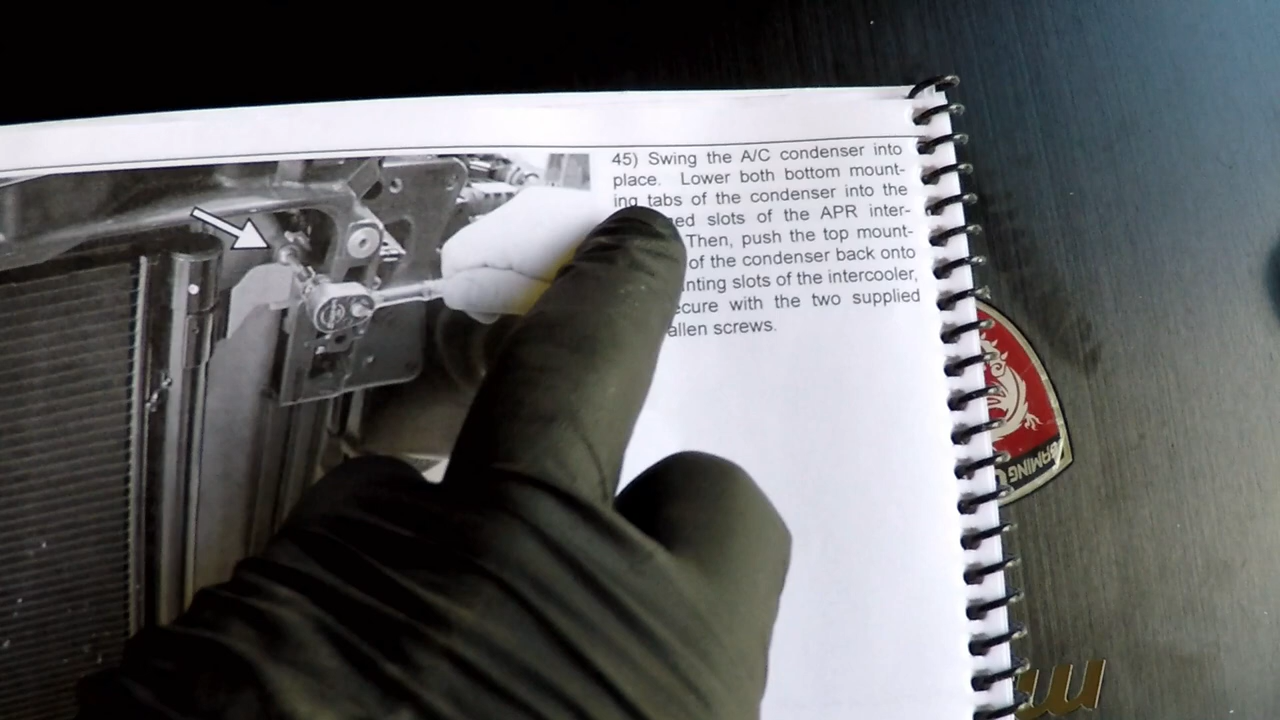 45) Swing the A/C condenser into
place. Lower both bottom mount-
ing tabs of the condenser into the
slots of the APR inter-
Then, push the top mount-
of the condenser back onto
slots of the intercooler,
with the two supplied
allen screws.
GAMING